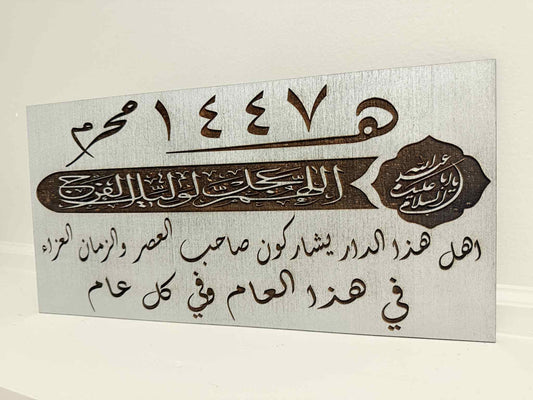 محرم ١٤٤٧ هـ
اللهم عجل لوليك الفرج
يا أبا عبد الله عليك السلام
اهل هذا الدار يشاركون صاحب العصر والزمان العزاء
في هذا العام وفي كل عام